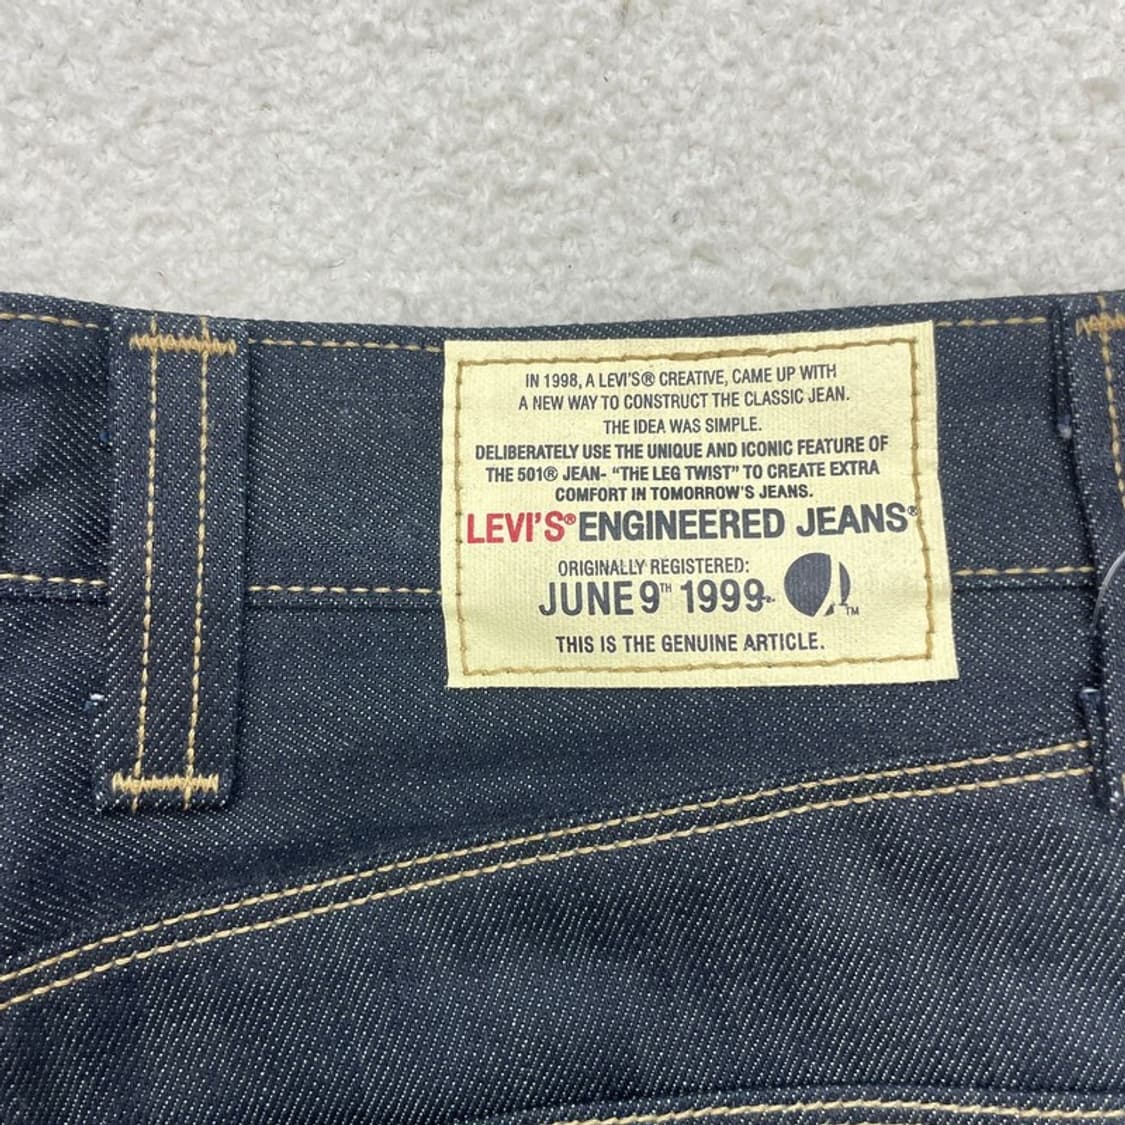 IN 1998, A LEVI'S® CREATIVE, CAME UP WITH
A NEW WAY TO CONSTRUCT THE CLASSIC JEAN.
THE IDEA WAS SIMPLE.
DELIBERATELY USE THE UNIQUE AND ICONIC FEATURE OF
THE 501® JEAN- “THE LEG TWIST” TO CREATE EXTRA
COMFORT IN TOMORROW'S JEANS.
LEVI'S® ENGINEERED JEANS®
ORIGINALLY REGISTERED:
JUNE 9TH 1999
TM
THIS IS THE GENUINE ARTICLE.